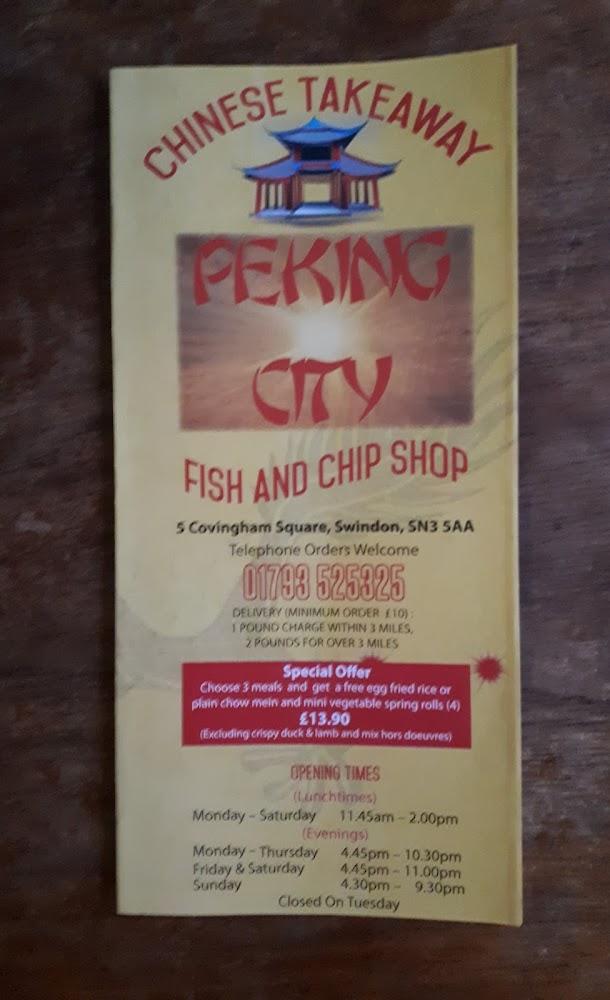 CHINESE TAKEAWAY
PEKING
CITY
FISH AND CHIP SHOP
5 Covingham Square, Swindon, SN3 5AA
Telephone Orders Welcome
01793 525325
DELIVERY (MINIMUM ORDER £10) :
1 POUND CHARGE WITHIN 3 MILES,
2 POUNDS FOR OVER 3 MILES
Special Offer
Choose 3 meals and get a free egg fried rice or
plain chow mein and mini vegetable spring rolls (4)
£13.90
(Excluding crispy duck & lamb and mix hors doeuvres)
OPENING TIMES
(Lunchtimes)
Monday – Saturday 11.45am – 2.00pm
(Evenings)
Monday – Thursday 4.45pm – 10.30pm
Friday & Saturday 4.45pm – 11.00pm
Sunday 4.30pm – 9.30pm
Closed On Tuesday